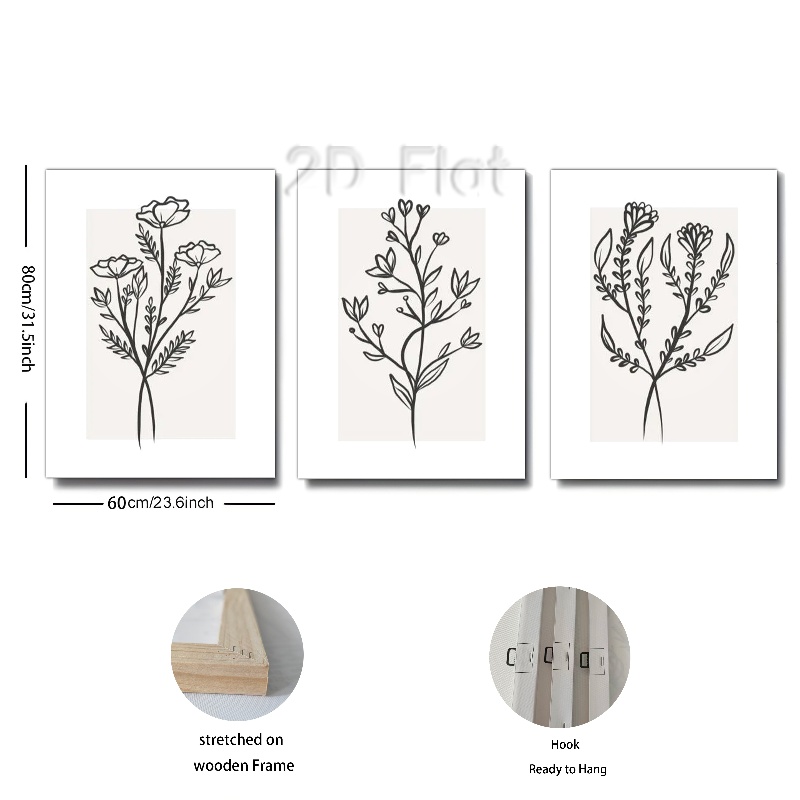 2D Flat
80cm/31.5inch
60cm/23.6inch
stretched on
wooden Frame
Hook
Ready to Hang